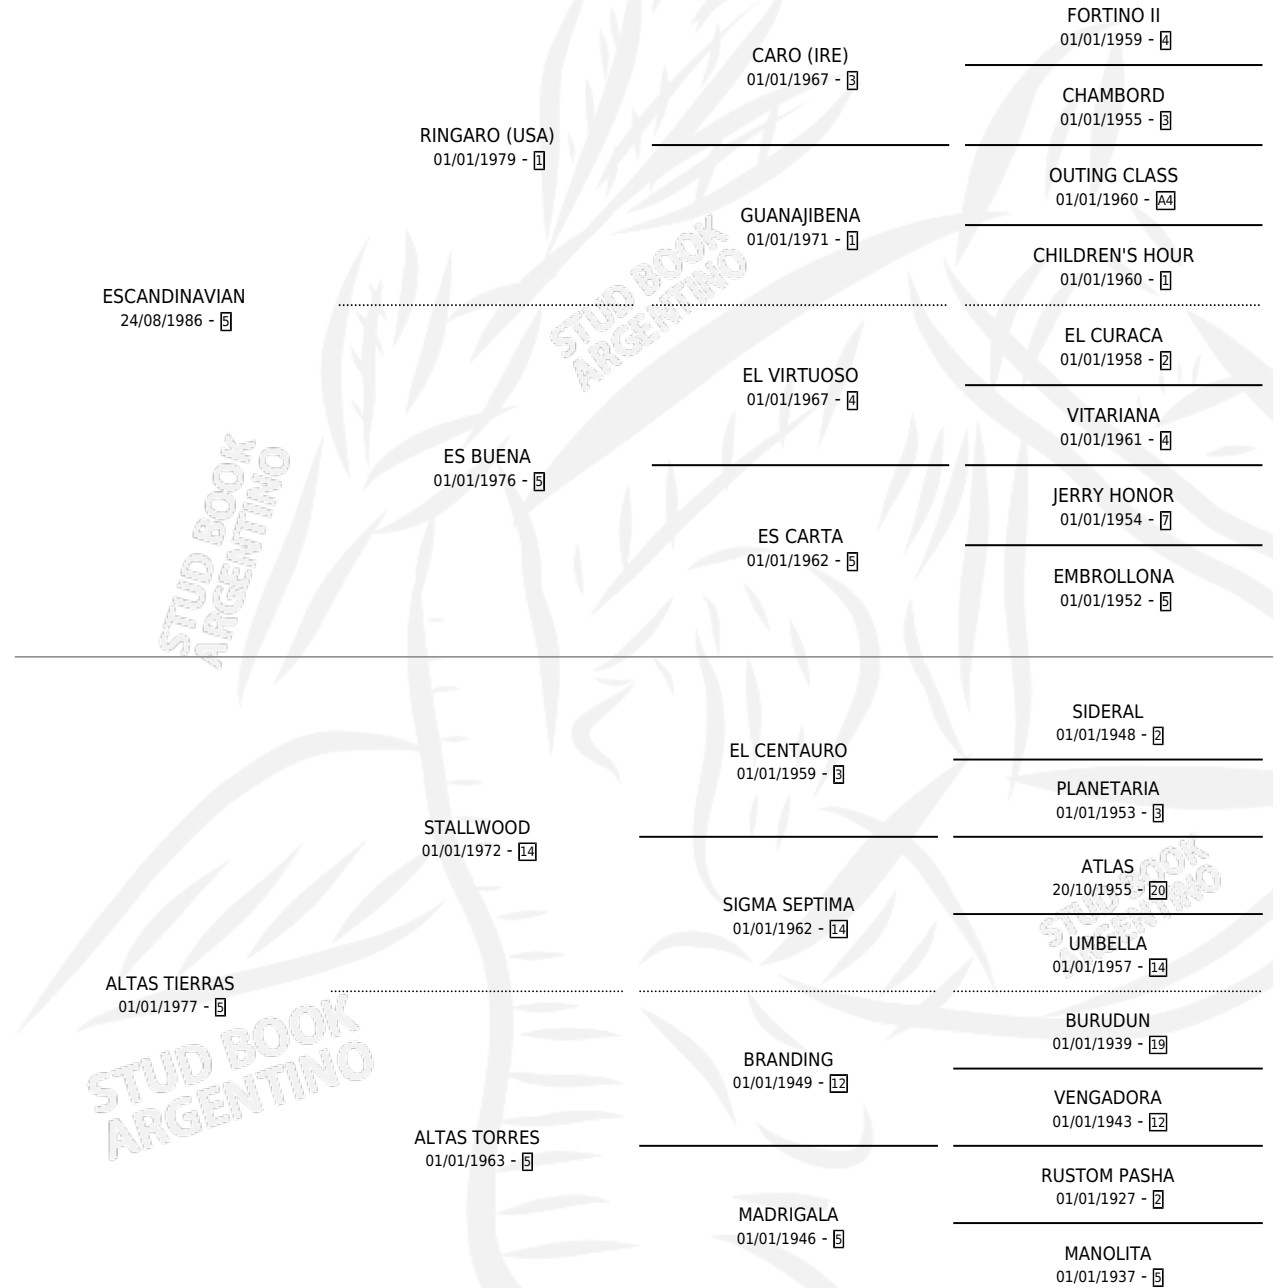 FORTINO II
01/01/1959 - 4
CARO (IRE)
01/01/1967 - 3
CHAMBORD
01/01/1955 - 3
RINGARO (USA)
01/01/1979 - 1
OUTING CLASS
01/01/1960 - A4
GUANAJIBENA
01/01/1971 - 1
CHILDREN'S HOUR
01/01/1960 - 1
STUD BOOK
ARGENTINO
ESCANDINAVIAN
24/08/1986 - 5
EL CURACA
01/01/1958 - 2
EL VIRTUOSO
01/01/1967 - 4
VITARIANA
01/01/1961 - 4
ES BUENA
01/01/1976 - 5
JERRY HONOR
01/01/1954 - 7
ES CARTA
01/01/1962 - 5
EMBROLLONA
01/01/1952 - 5
STUD BOOK
ARGENTINO
SIDERAL
01/01/1948 - 2
EL CENTAURO
01/01/1959 - 3
PLANETARIA
01/01/1953 - 3
STALLWOOD
01/01/1972 - 14
ATLAS
20/10/1955 - 20
SIGMA SEPTIMA
01/01/1962 - 14
UMBELLA
01/01/1957 - 14
STUD BOOK
ARGENTINO
ALTAS TIERRAS
01/01/1977 - 5
BURUDUN
01/01/1939 - 19
BRANDING
01/01/1949 - 12
VENGADORA
01/01/1943 - 12
STUD BOOK
ARGENTINO
ALTAS TORRES
01/01/1963 - 5
RUSTOM PASHA
01/01/1927 - 2
MADRIGALA
01/01/1946 - 5
MANOLITA
01/01/1937 - 5